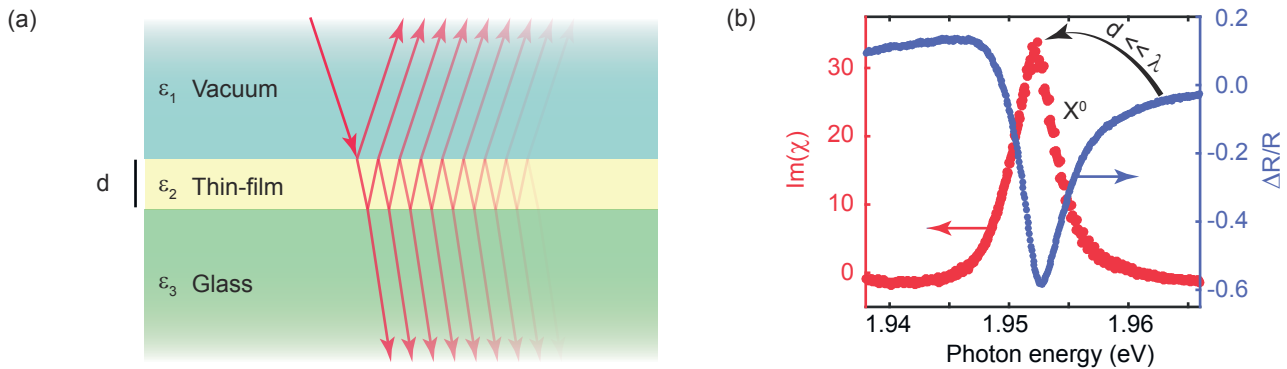 (a)
ε₁ Vacuum
d
ε₂ Thin-film
ε₃ Glass
(b)
Im(χ)
30
20
10
0
d << λ
X⁰
0.2
0.0
-0.2
-0.4
-0.6
ΔR/R
1.94 1.95 1.96
Photon energy (eV)